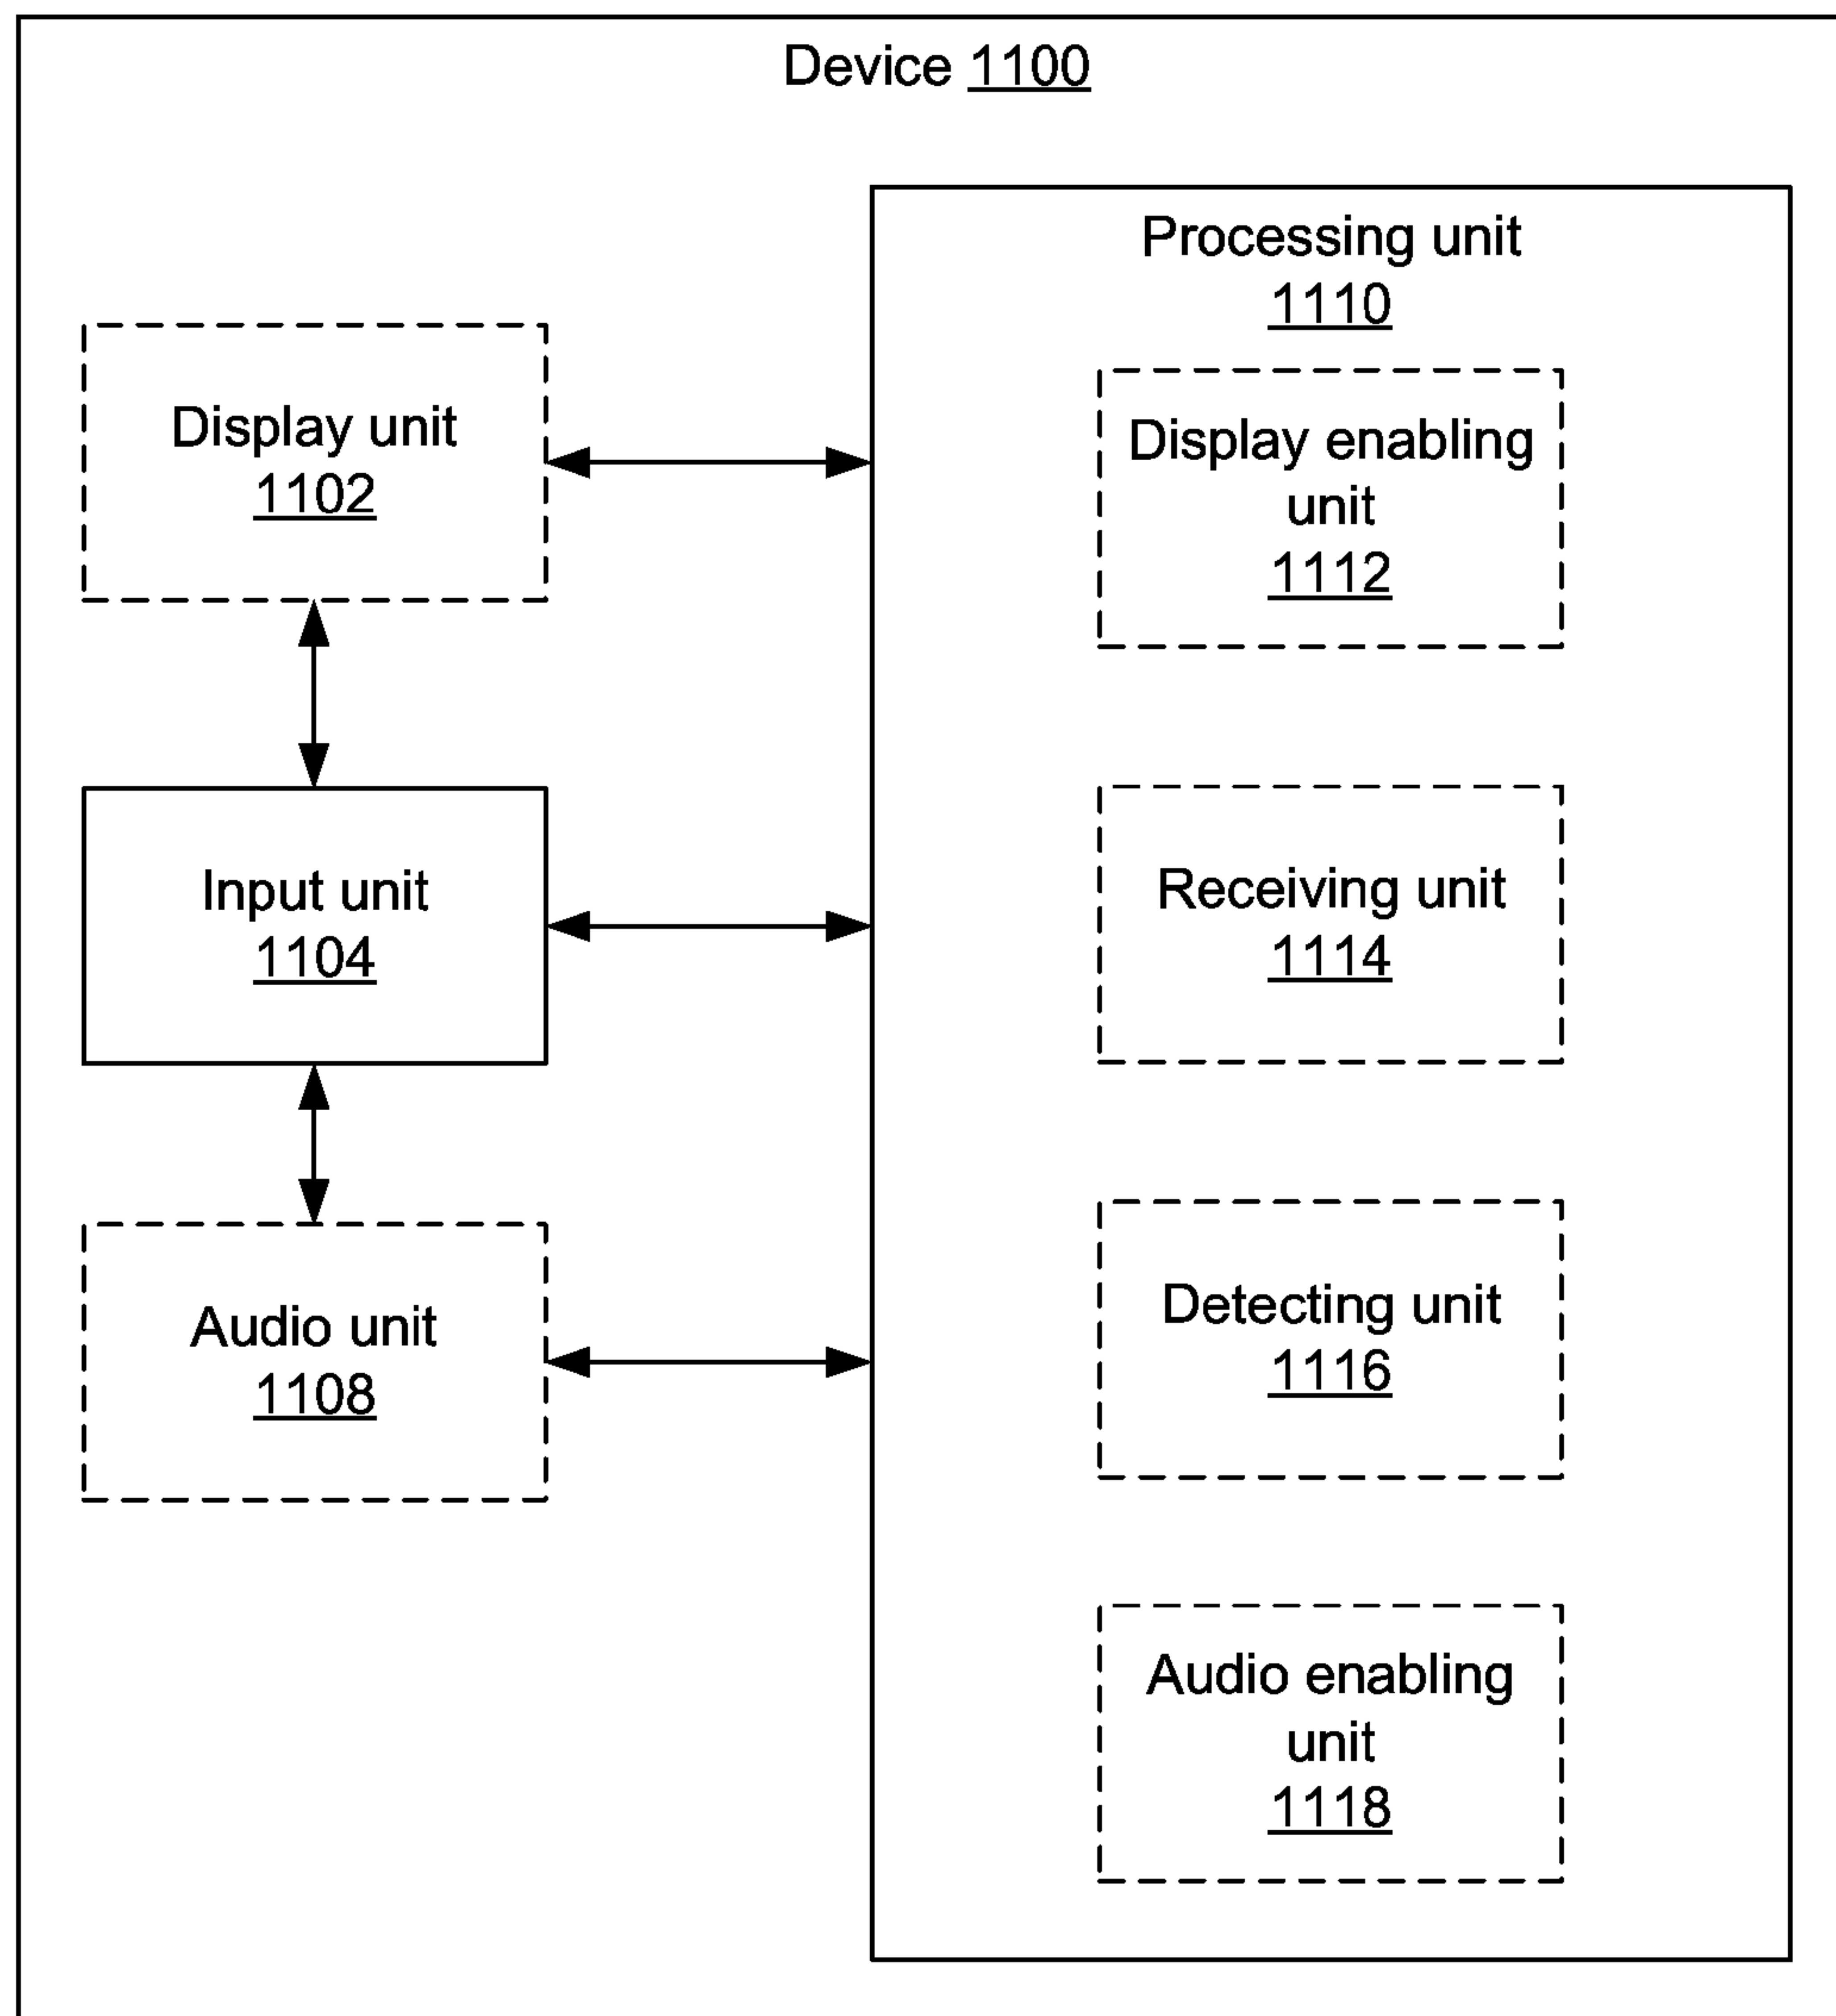 Device 1100
Processing unit
1110
Display unit
1102
Display enabling
unit
1112
Input unit
1104
Receiving unit
1114
Audio unit
1108
Detecting unit
1116
Audio enabling
unit
1118